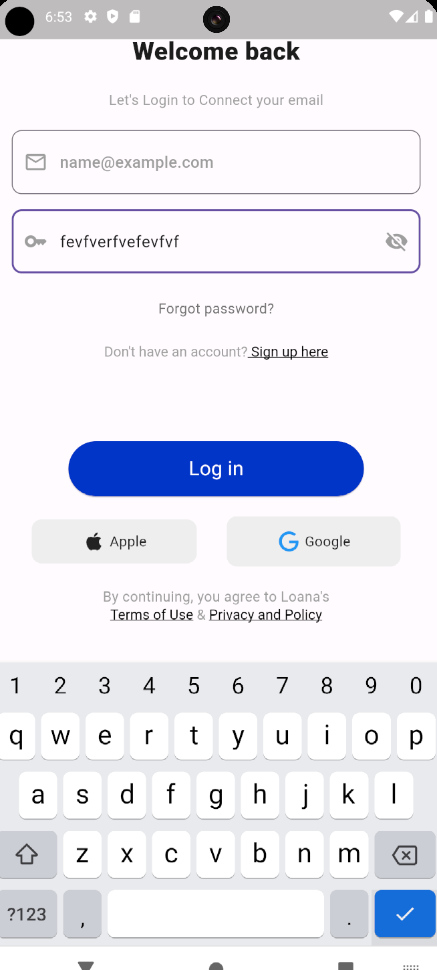 6:53
Welcome back
Let's Login to Connect your email
name@example.com
fevfverfvefevfvf
Forgot password?
Don't have an account? Sign up here
Log in
Apple
Google
By continuing, you agree to Loana's
Terms of Use & Privacy and Policy
1 2 3 4 5 6 7 8 9 0
q w e r t y u i o p
a s d f g h j k l
z x c v b n m
?123 , .